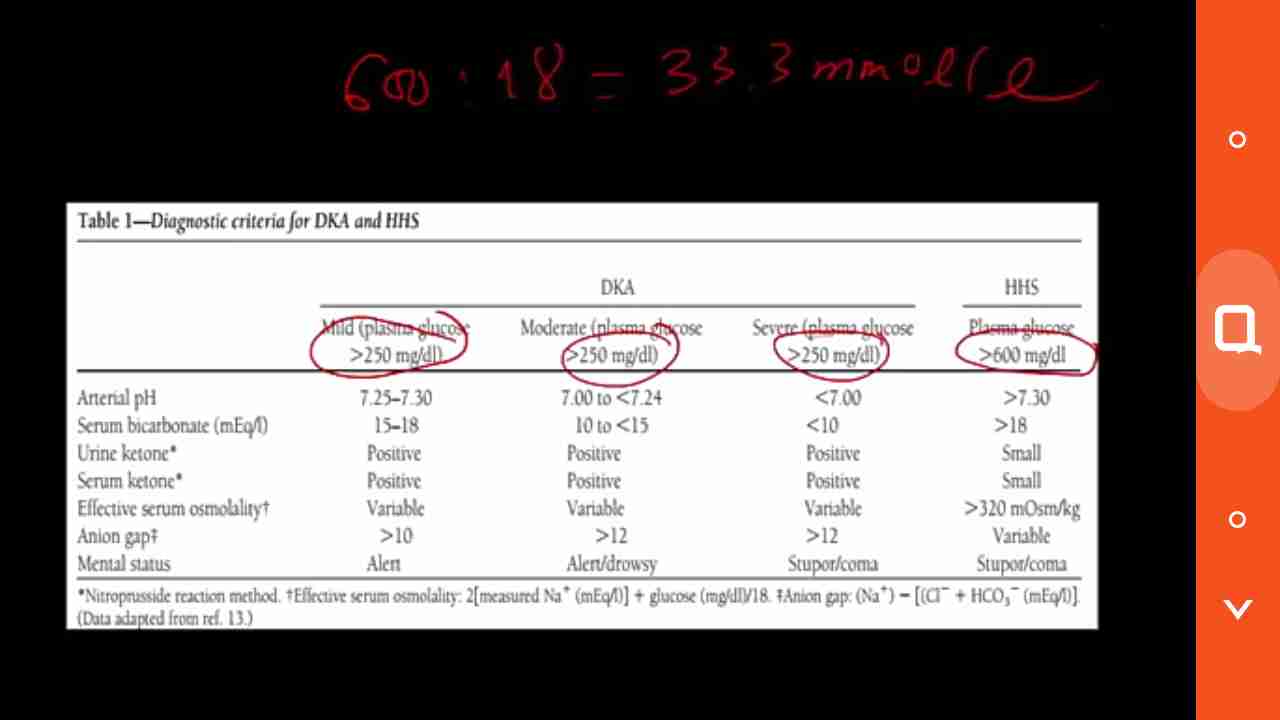 600 : 18 = 33.3 mmol/l
Table 1—Diagnostic criteria for DKA and HHS
DKA HHS
Mild (plasma glucose Moderate (plasma glucose Severe (plasma glucose Plasma glucose
>250 mg/dl) >250 mg/dl) >250 mg/dl) >600 mg/dl
Arterial pH 7.25–7.30 7.00 to <7.24 <7.00 >7.30
Serum bicarbonate (mEq/l) 15–18 10 to <15 <10 >18
Urine ketone* Positive Positive Positive Small
Serum ketone* Positive Positive Positive Small
Effective serum osmolality† Variable Variable Variable >320 mOsm/kg
Anion gap‡ >10 >12 >12 Variable
Mental status Alert Alert/drowsy Stupor/coma Stupor/coma
*Nitroprusside reaction method. †Effective serum osmolality: 2[measured Na⁺ (mEq/l)] + glucose (mg/dl)/18. ‡Anion gap: (Na⁺) − [(Cl⁻ + HCO₃⁻ (mEq/l)].
(Data adapted from ref. 13.)